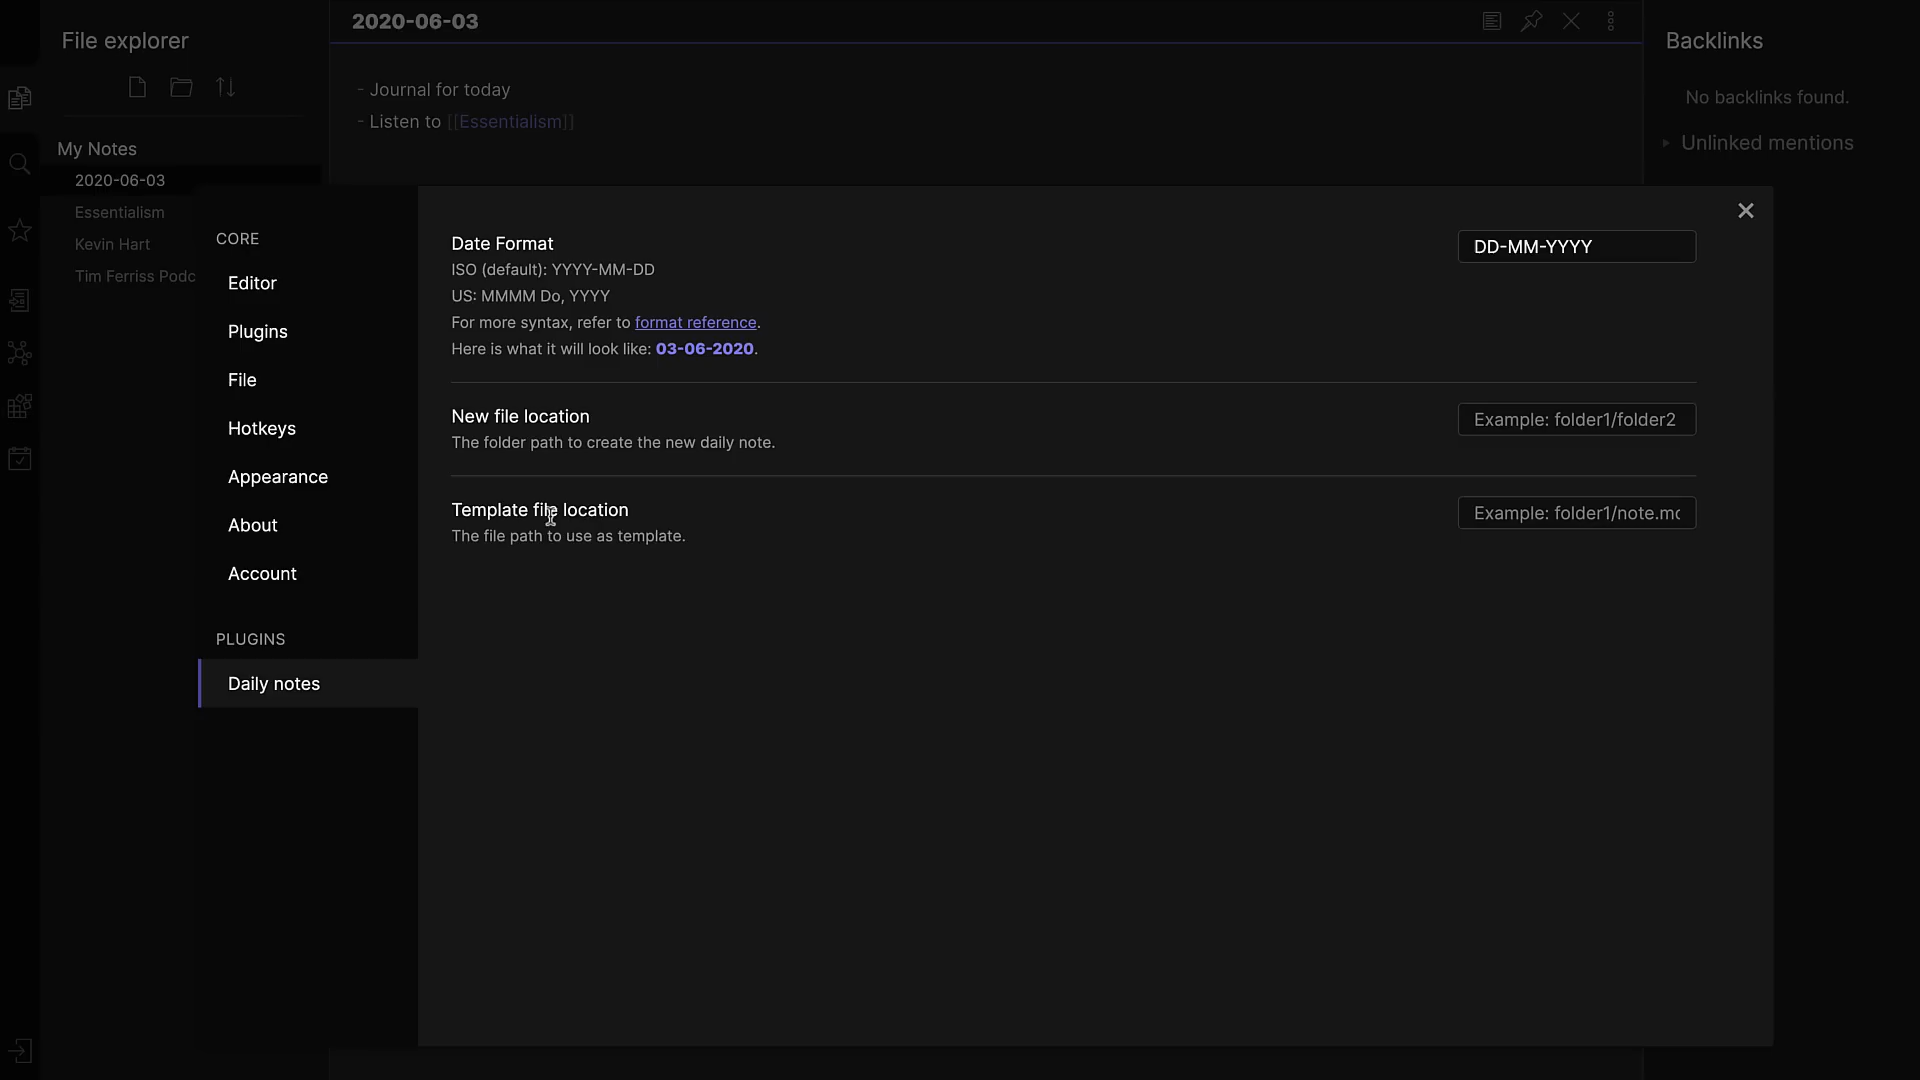 File explorer
My Notes
2020-06-03
Essentialism
Kevin Hart
Tim Ferriss Podc
2020-06-03
- Journal for today
- Listen to [[Essentialism]]
Backlinks
No backlinks found.
Unlinked mentions
CORE
Editor
Plugins
File
Hotkeys
Appearance
About
Account
PLUGINS
Daily notes
Date Format
ISO (default): YYYY-MM-DD
US: MMMM Do, YYYY
For more syntax, refer to format reference.
Here is what it will look like: 03-06-2020.
DD-MM-YYYY
New file location
The folder path to create the new daily note.
Example: folder1/folder2
Template file location
The file path to use as template.
Example: folder1/note.mc